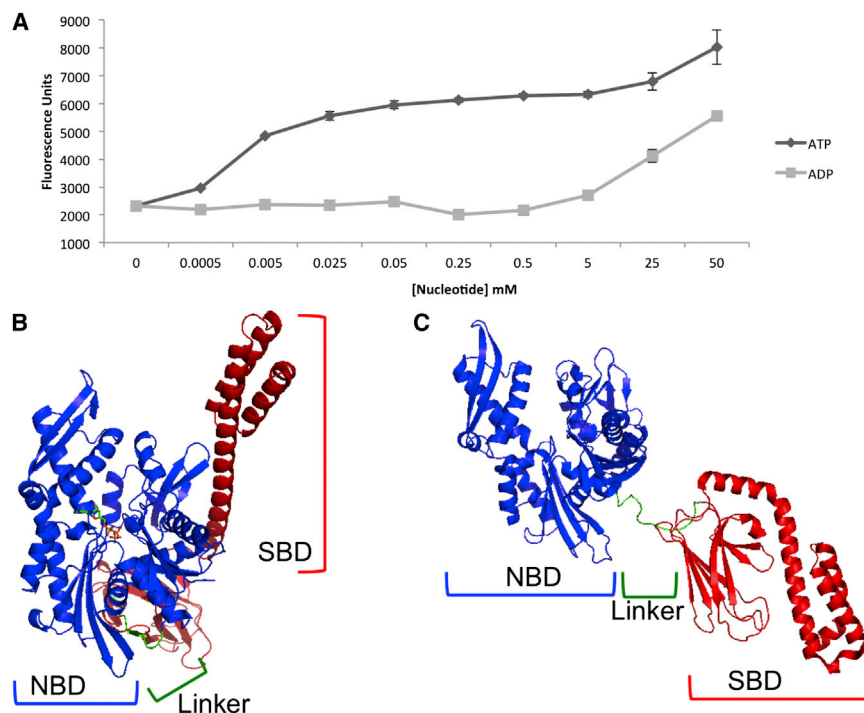 A
9000
8000
7000
6000
5000
4000
3000
2000
1000
Fluorescence Units
ATP
ADP
0 0.0005 0.005 0.025 0.05 0.25 0.5 5 25 50
[Nucleotide] mM
B
SBD
NBD
Linker
C
NBD
Linker
SBD